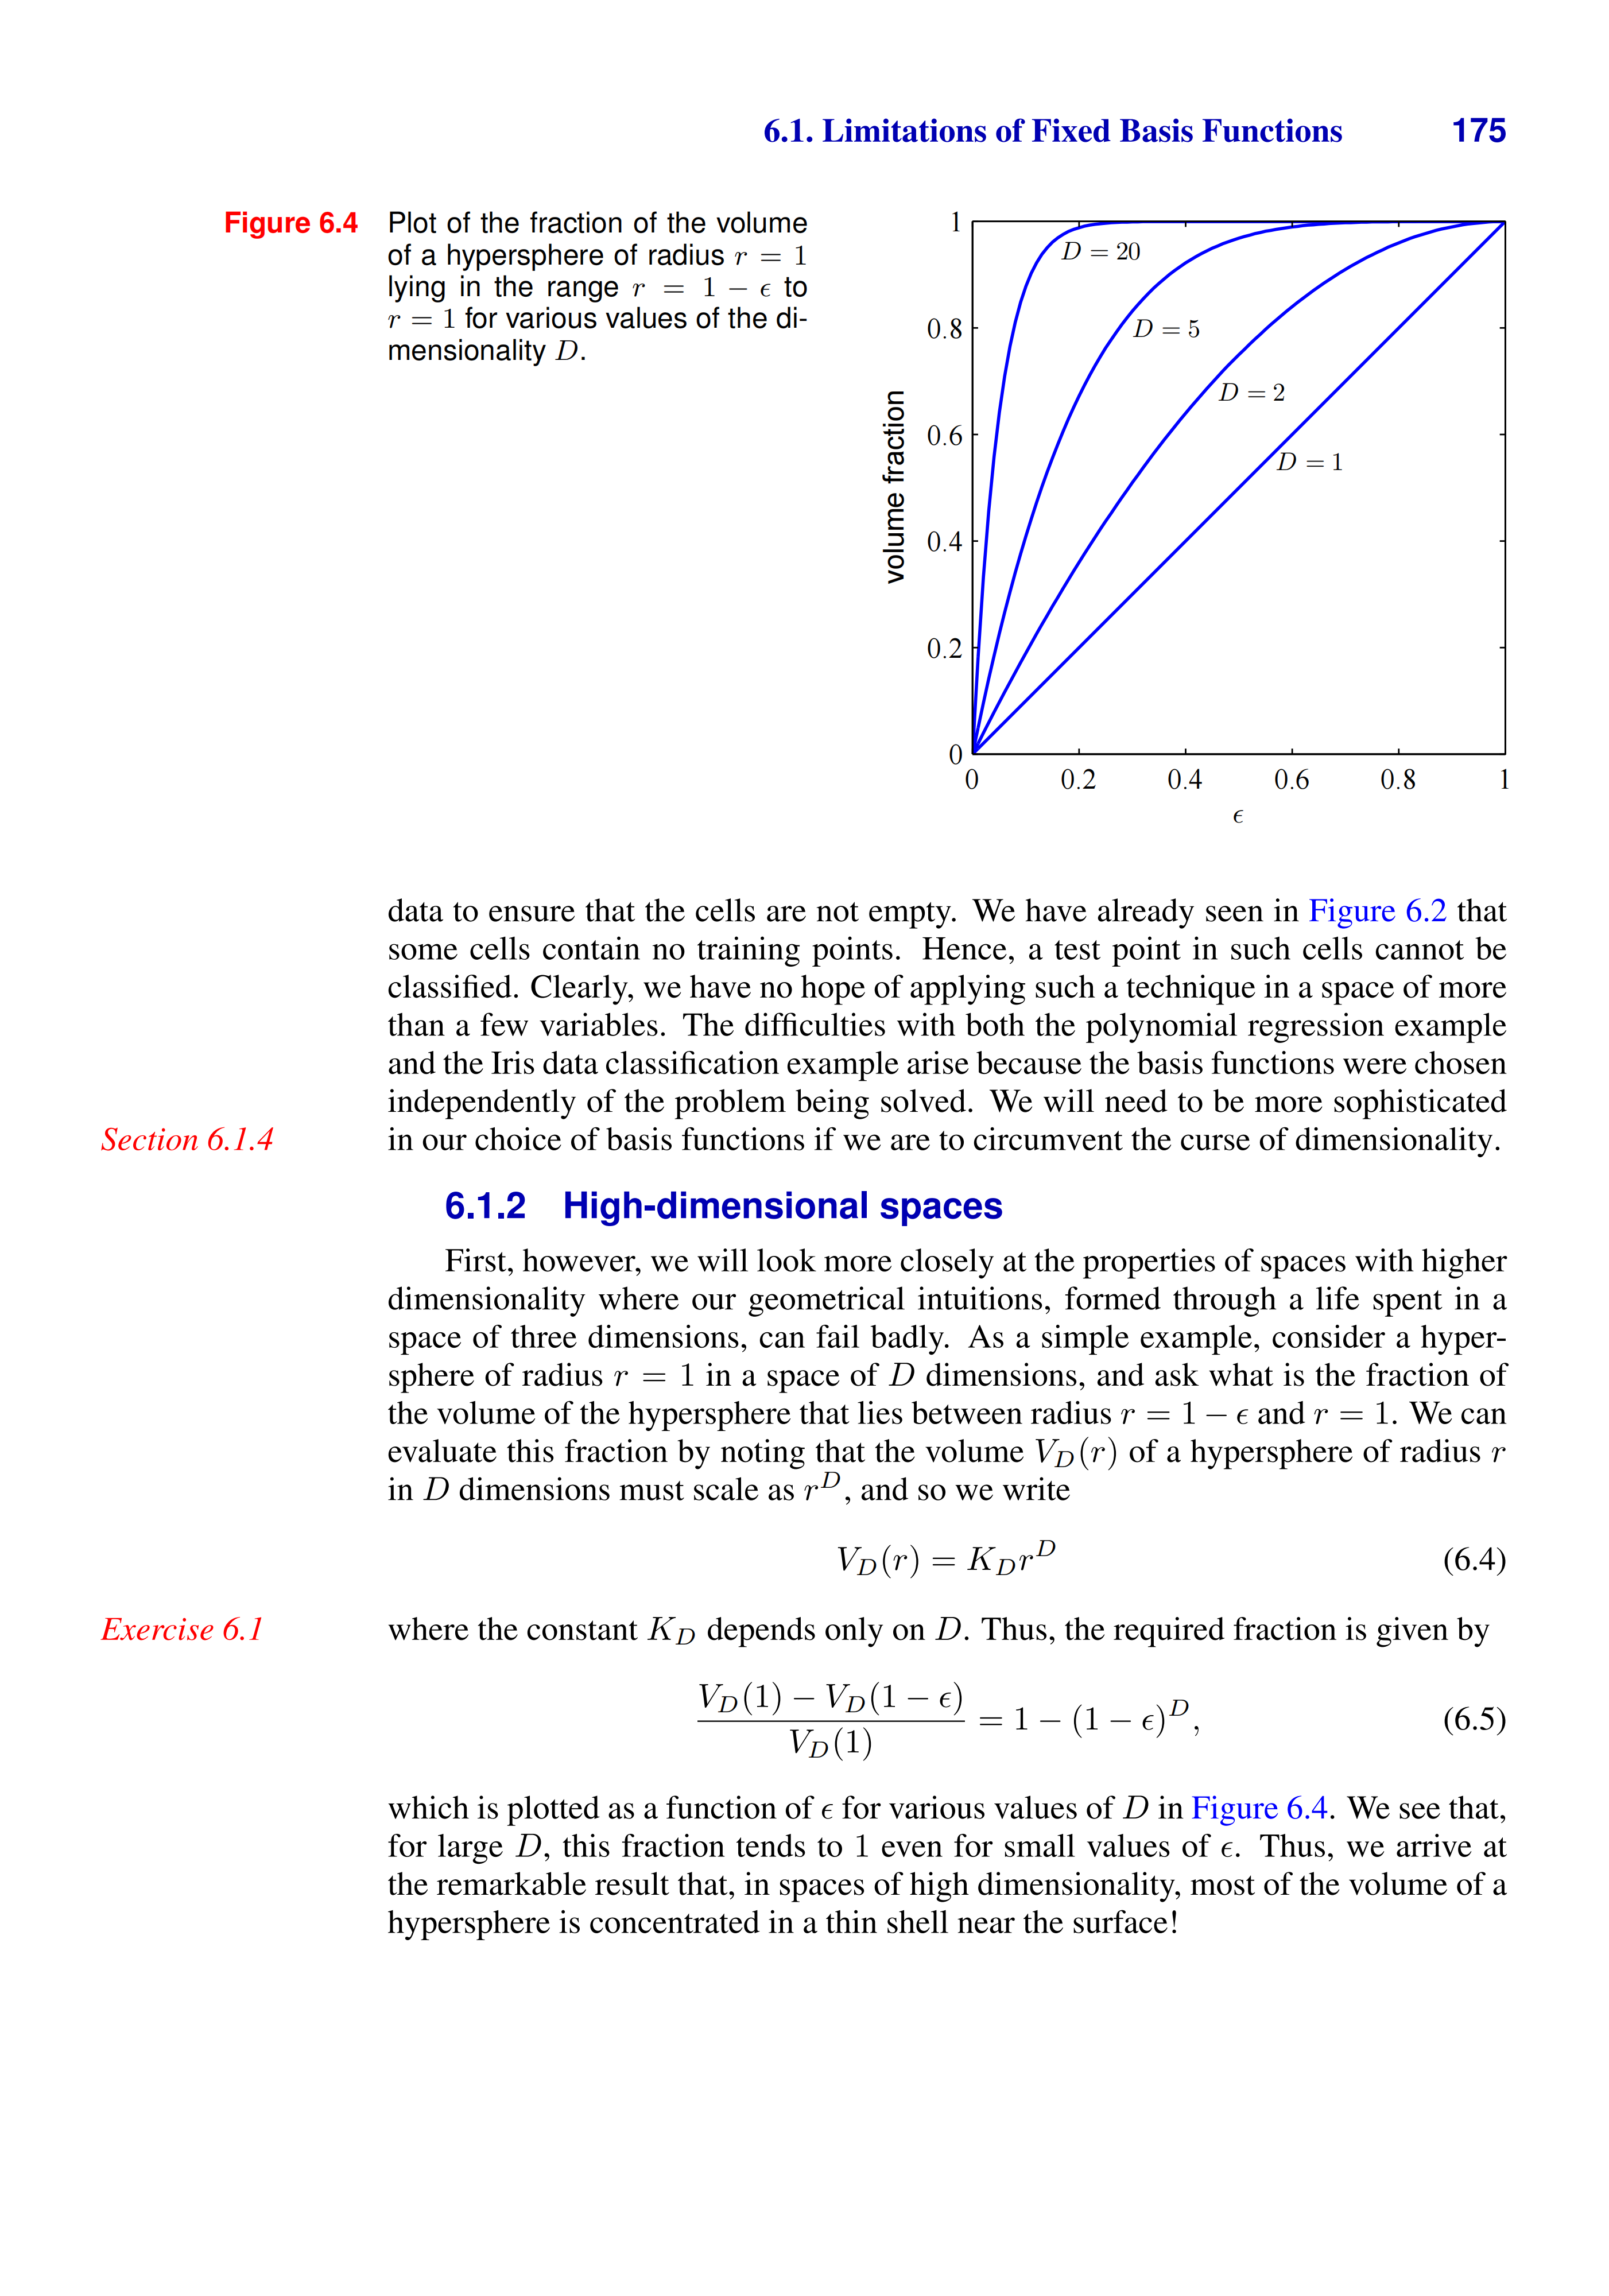 6.1. Limitations of Fixed Basis Functions 175
Figure 6.4 Plot of the fraction of the volume
of a hypersphere of radius r = 1
lying in the range r = 1 − ϵ to
r = 1 for various values of the di-
mensionality D.
volume fraction
1
0.8
0.6
0.4
0.2
0
D = 20
D = 5
D = 2
D = 1
0 0.2 0.4 0.6 0.8 1
ϵ
data to ensure that the cells are not empty. We have already seen in Figure 6.2 that
some cells contain no training points. Hence, a test point in such cells cannot be
classified. Clearly, we have no hope of applying such a technique in a space of more
than a few variables. The difficulties with both the polynomial regression example
and the Iris data classification example arise because the basis functions were chosen
independently of the problem being solved. We will need to be more sophisticated
Section 6.1.4 in our choice of basis functions if we are to circumvent the curse of dimensionality.
6.1.2 High-dimensional spaces
First, however, we will look more closely at the properties of spaces with higher
dimensionality where our geometrical intuitions, formed through a life spent in a
space of three dimensions, can fail badly. As a simple example, consider a hyper-
sphere of radius r = 1 in a space of D dimensions, and ask what is the fraction of
the volume of the hypersphere that lies between radius r = 1 − ϵ and r = 1. We can
evaluate this fraction by noting that the volume V_D(r) of a hypersphere of radius r
in D dimensions must scale as r^D, and so we write
V_D(r) = K_D r^D (6.4)
Exercise 6.1 where the constant K_D depends only on D. Thus, the required fraction is given by
(V_D(1) − V_D(1 − ϵ)) / V_D(1) = 1 − (1 − ϵ)^D, (6.5)
which is plotted as a function of ϵ for various values of D in Figure 6.4. We see that,
for large D, this fraction tends to 1 even for small values of ϵ. Thus, we arrive at
the remarkable result that, in spaces of high dimensionality, most of the volume of a
hypersphere is concentrated in a thin shell near the surface!